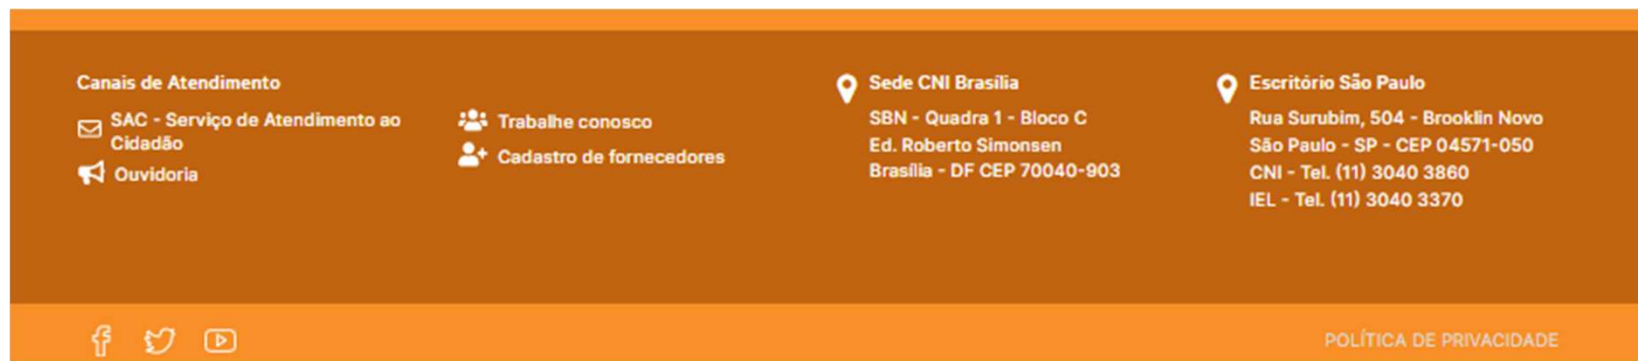 Canais de Atendimento
SAC - Serviço de Atendimento ao
Cidadão
Ouvidoria
Trabalhe conosco
Cadastro de fornecedores
Sede CNI Brasília
SBN - Quadra 1 - Bloco C
Ed. Roberto Simonsen
Brasília - DF CEP 70040-903
Escritório São Paulo
Rua Surubim, 504 - Brooklin Novo
São Paulo - SP - CEP 04571-050
CNI - Tel. (11) 3040 3860
IEL - Tel. (11) 3040 3370
POLÍTICA DE PRIVACIDADE